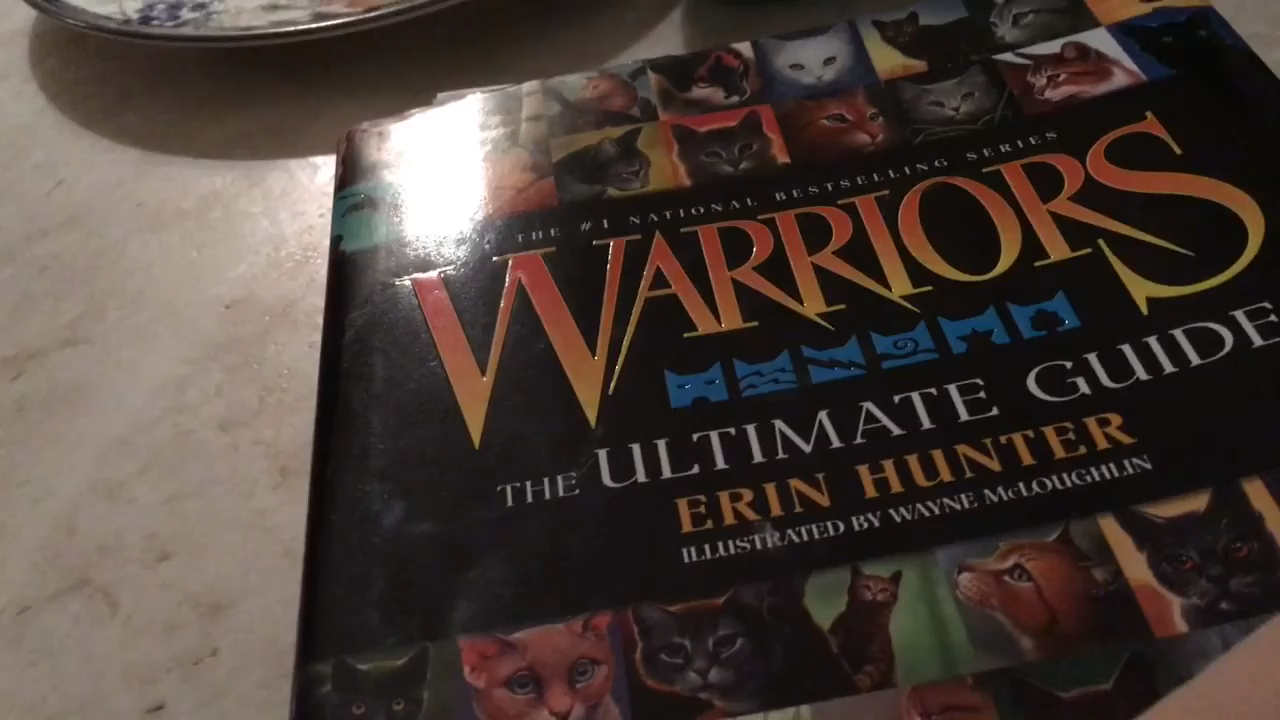 THE #1 NATIONAL BESTSELLING SERIES
WARRIORS
THE ULTIMATE GUIDE
ERIN HUNTER
ILLUSTRATED BY WAYNE McLOUGHLIN